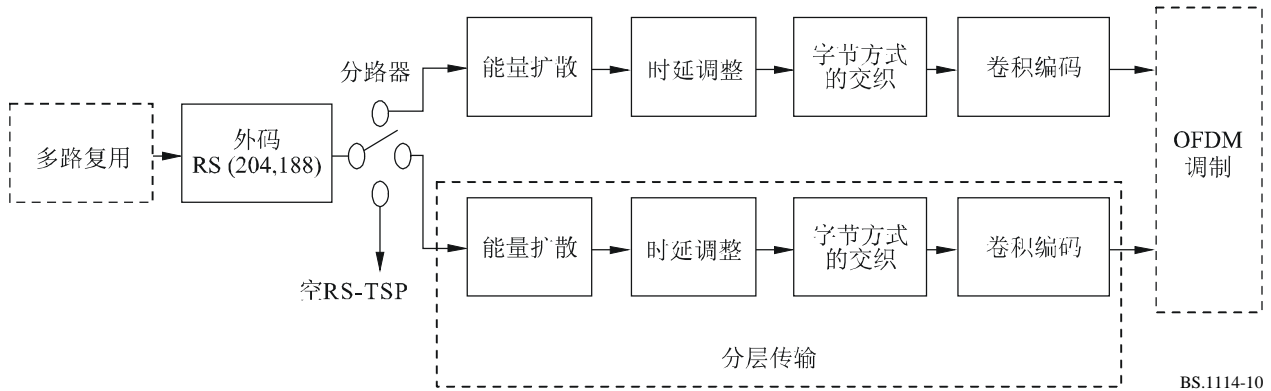 分路器
能量扩散
时延调整
字节方式
的交织
卷积编码
多路复用
外码
RS (204,188)
OFDM
调制
能量扩散
时延调整
字节方式
的交织
卷积编码
空RS-TSP
分层传输
BS.1114-10